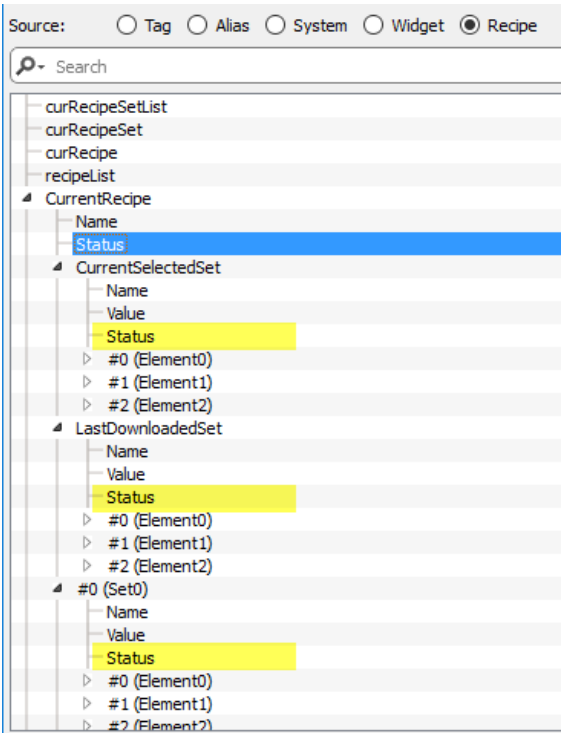 Source: Tag Alias System Widget Recipe
Search
curRecipeSetList
curRecipeSet
curRecipe
recipeList
CurrentRecipe
Name
Status
CurrentSelectedSet
Name
Value
Status
#0 (Element0)
#1 (Element1)
#2 (Element2)
LastDownloadedSet
Name
Value
Status
#0 (Element0)
#1 (Element1)
#2 (Element2)
#0 (Set0)
Name
Value
Status
#0 (Element0)
#1 (Element1)
#2 (Element2)